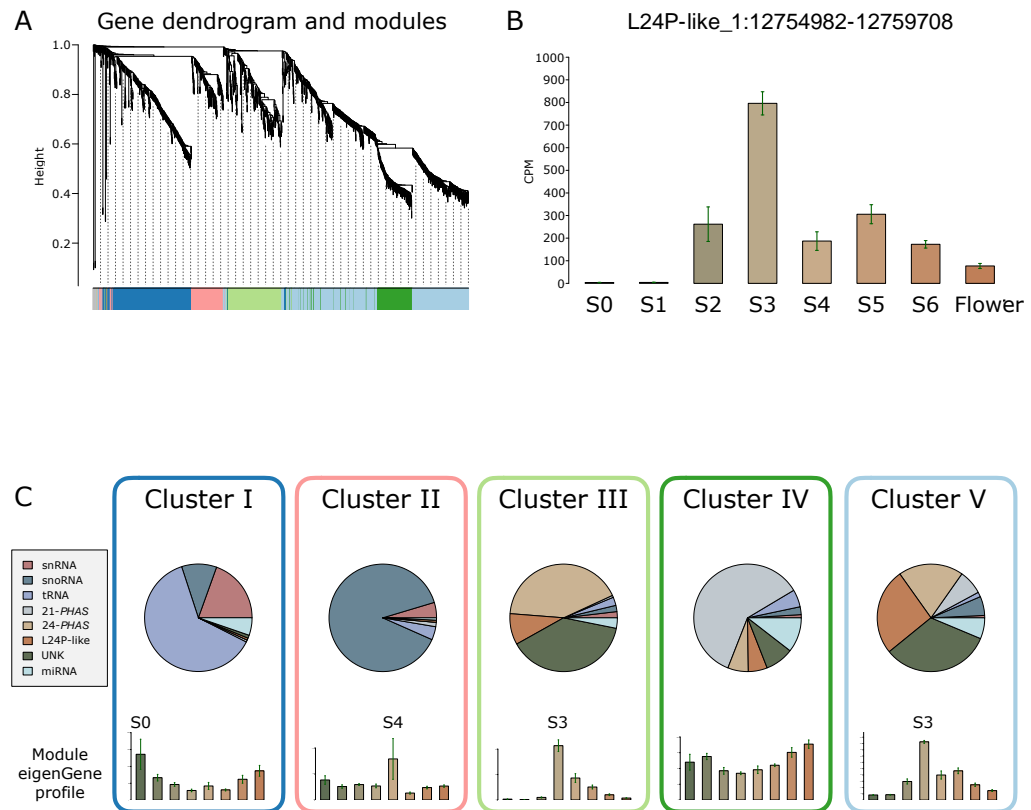 A
Gene dendrogram and modules
1.0
0.8
0.6
0.4
0.2
Height
B
L24P-like_1:12754982-12759708
1000
900
800
700
600
500
400
300
200
100
0
CPM
S0 S1 S2 S3 S4 S5 S6 Flower
C
Cluster I
Cluster II
Cluster III
Cluster IV
Cluster V
snRNA
snoRNA
tRNA
21-PHAS
24-PHAS
L24P-like
UNK
miRNA
S0
S4
S3
S3
Module
eigenGene
profile